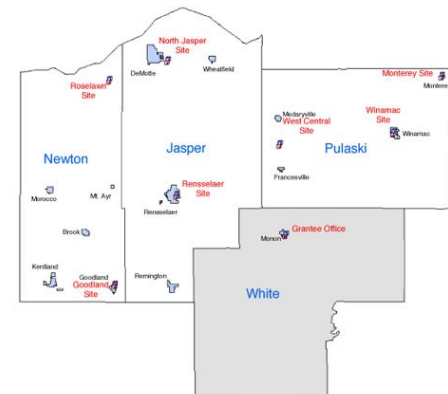 North Jasper
Site
DeMotte
Wheatfield
Roselawn
Site
Monterey Site
Monterey
Medaryville
West Central
Site
Winamac
Site
Winamac
Newton
Jasper
Pulaski
Francesville
Morocco
Mt. Ayr
Rensselaer
Site
Rensselaer
Brook
Monon
Grantee Office
Kentland
Goodland
Goodland
Site
Remington
White